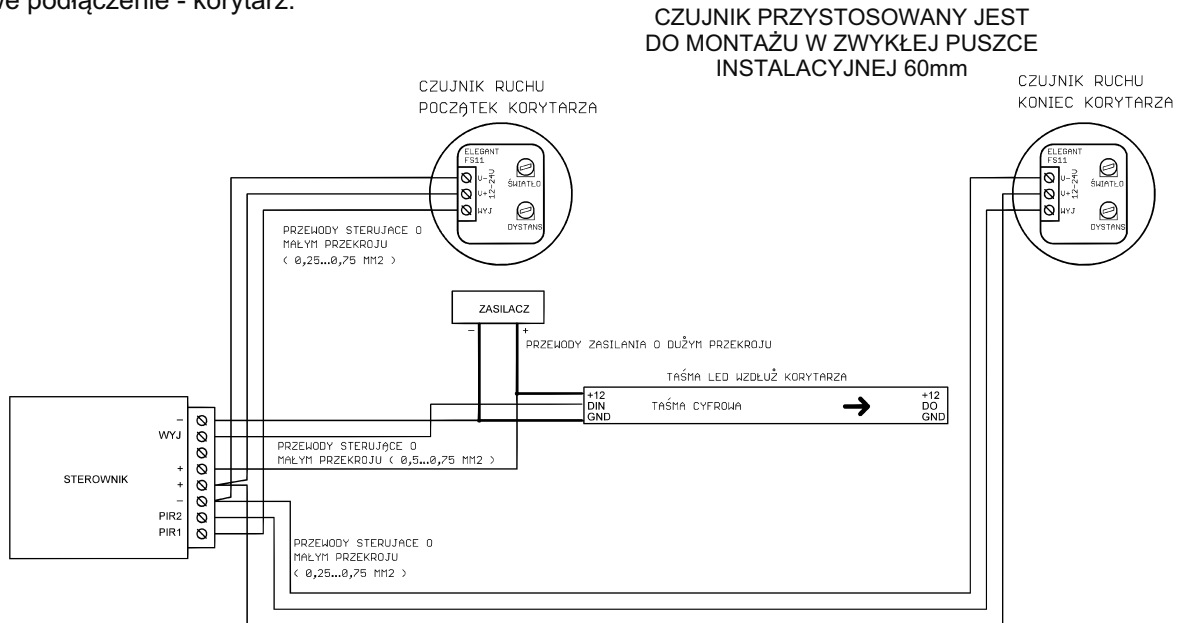 we podłączenie - korytarz.
CZUJNIK PRZYSTOSOWANY JEST
DO MONTAŻU W ZWYKŁEJ PUSZCE
INSTALACYJNEJ 60mm
CZUJNIK RUCHU
POCZĄTEK KORYTARZA
CZUJNIK RUCHU
KONIEC KORYTARZA
ELEGANT
FS11
V-
V+
12-24V
WYJ
ŚWIATŁO
DYSTANS
ELEGANT
FS11
V-
V+
12-24V
WYJ
ŚWIATŁO
DYSTANS
PRZEWODY STERUJĄCE O
MAŁYM PRZEKROJU
( 0,25...0,75 MM2 )
ZASILACZ
- +
PRZEWODY ZASILANIA O DUŻYM PRZEKROJU
TAŚMA LED WZDŁUŻ KORYTARZA
+12
DIN
GND
TAŚMA CYFROWA
+12
DO
GND
STEROWNIK
-
WYJ
+
+
-
PIR2
PIR1
PRZEWODY STERUJĄCE O
MAŁYM PRZEKROJU ( 0,5...0,75 MM2 )
PRZEWODY STERUJĄCE O
MAŁYM PRZEKROJU
( 0,25...0,75 MM2 )